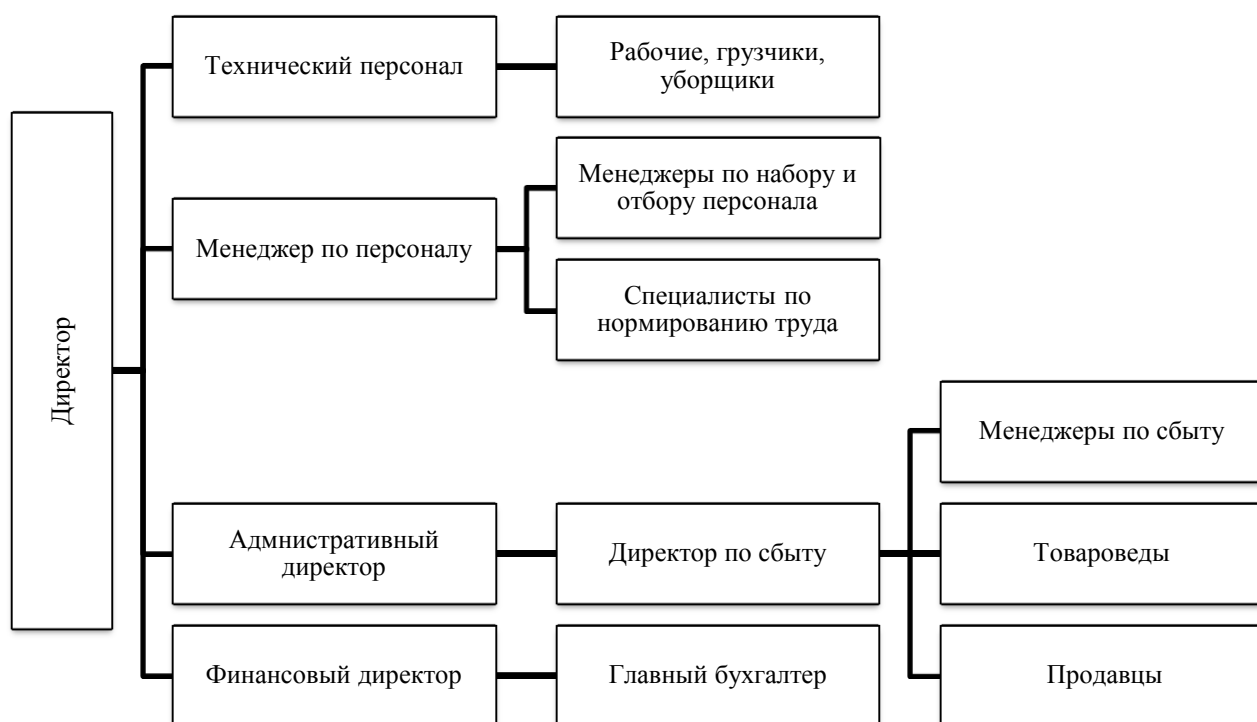 Директор
Технический персонал
Рабочие, грузчики,
уборщики
Менеджер по персоналу
Менеджеры по набору и
отбору персонала
Специалисты по
нормированию труда
Адмнистративный
директор
Директор по сбыту
Менеджеры по сбыту
Товароведы
Продавцы
Финансовый директор
Главный бухгалтер